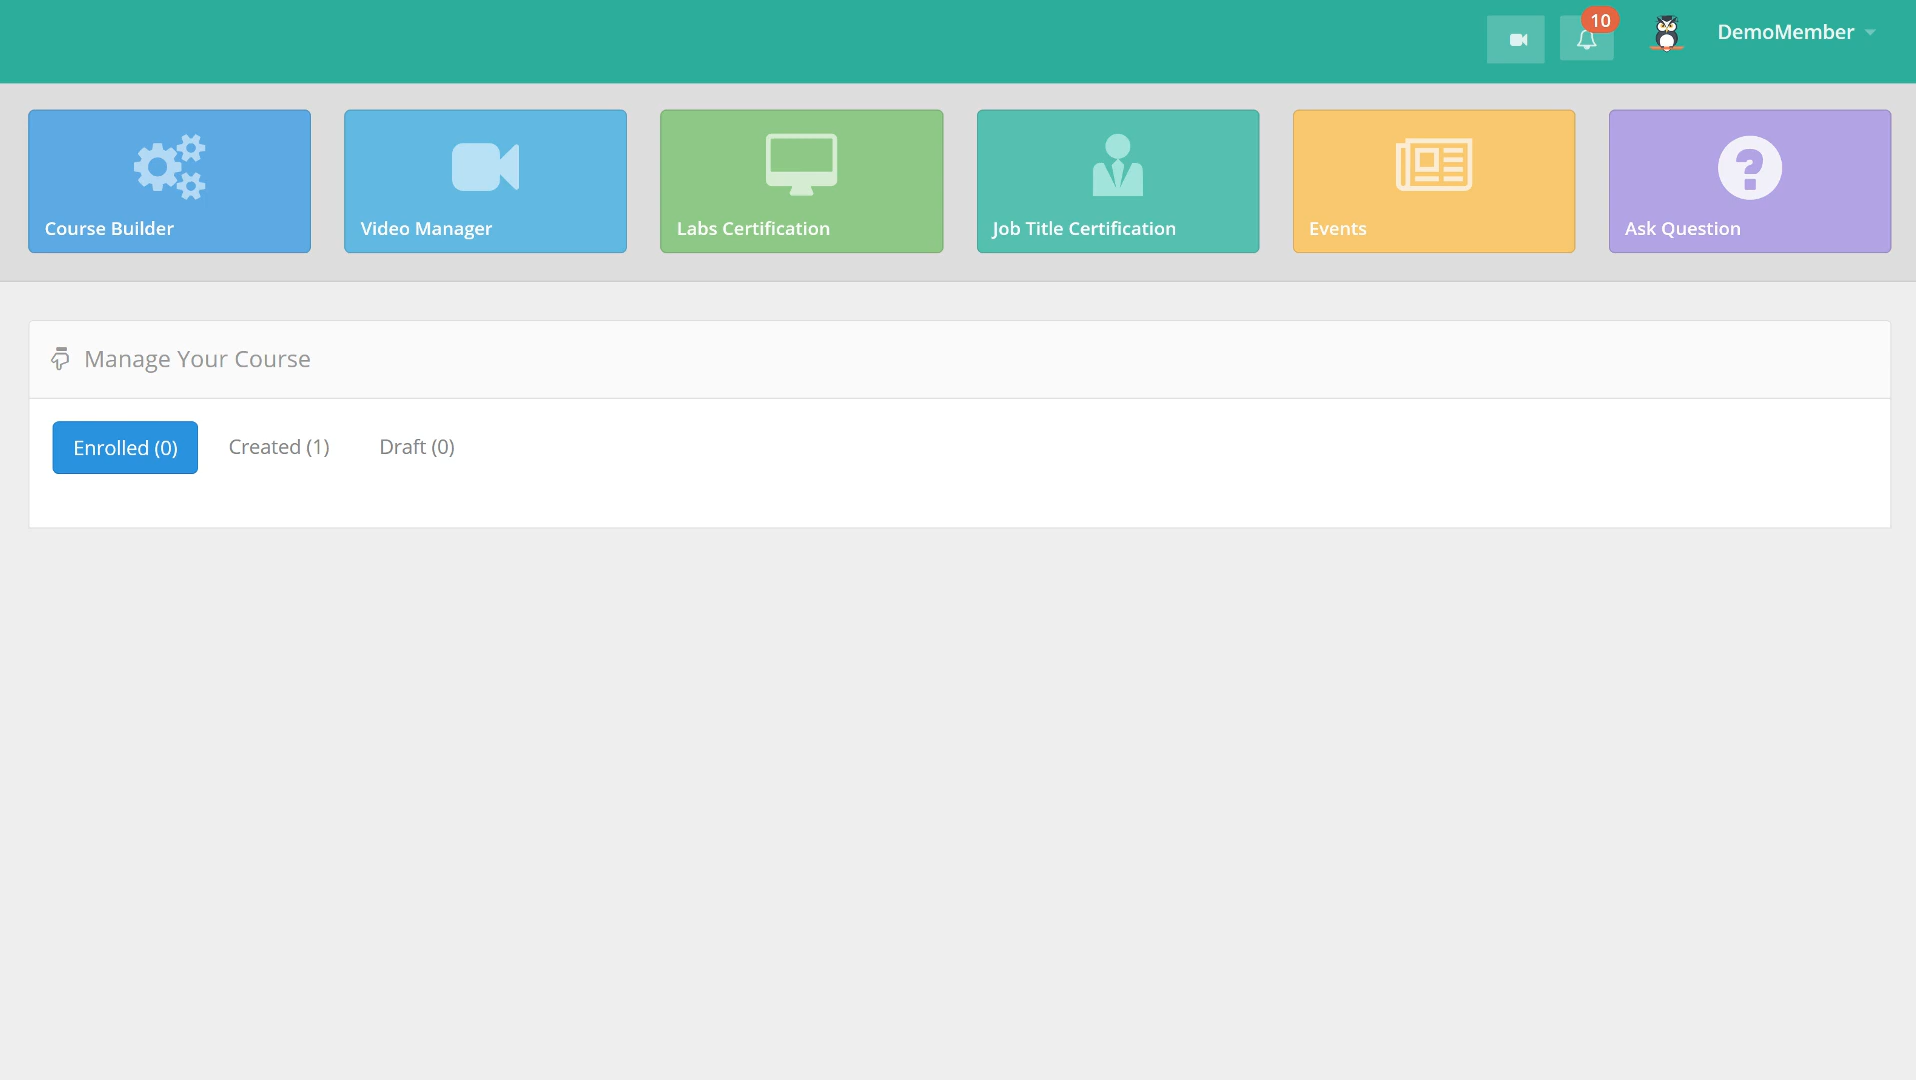 10
DemoMember
Course Builder
Video Manager
Labs Certification
Job Title Certification
Events
Ask Question
Manage Your Course
Enrolled (0)
Created (1)
Draft (0)